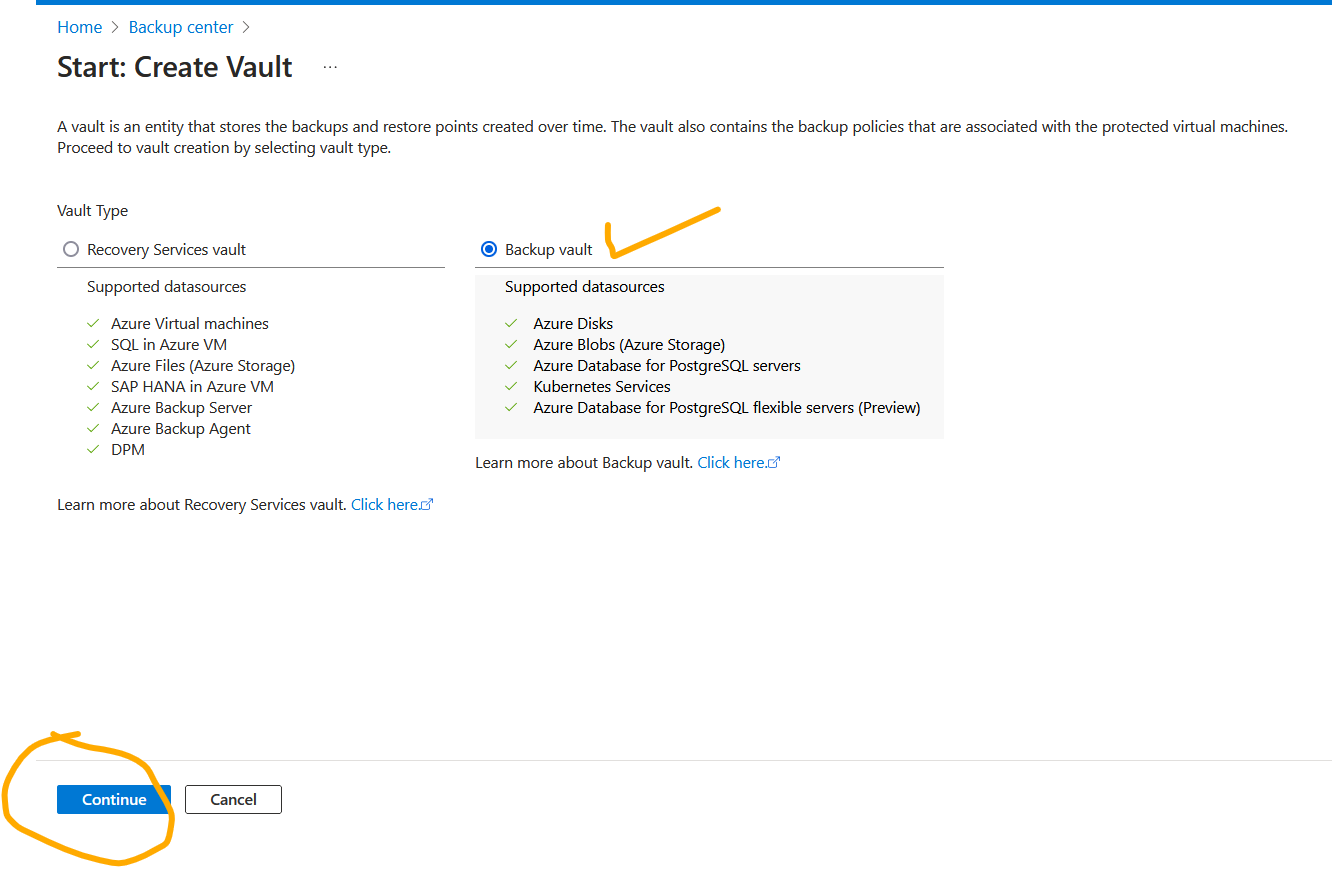 Home > Backup center >
Start: Create Vault ...
A vault is an entity that stores the backups and restore points created over time. The vault also contains the backup policies that are associated with the protected virtual machines.
Proceed to vault creation by selecting vault type.
Vault Type
Recovery Services vault
Supported datasources
Azure Virtual machines
SQL in Azure VM
Azure Files (Azure Storage)
SAP HANA in Azure VM
Azure Backup Server
Azure Backup Agent
DPM
Learn more about Recovery Services vault. Click here.
Backup vault
Supported datasources
Azure Disks
Azure Blobs (Azure Storage)
Azure Database for PostgreSQL servers
Kubernetes Services
Azure Database for PostgreSQL flexible servers (Preview)
Learn more about Backup vault. Click here.
Continue
Cancel